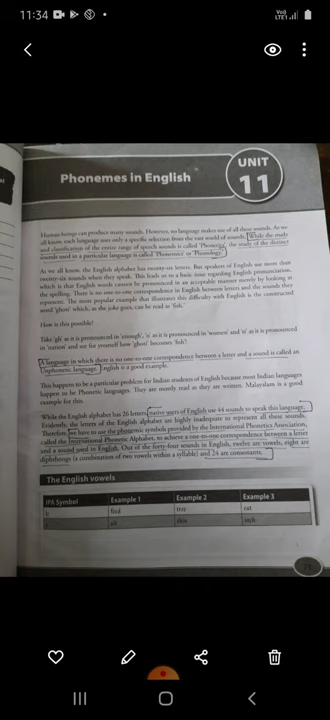 11:34
Vo))
LTE1
Phonemes in English
UNIT
11
Human beings can produce many sounds. However, no language makes use of all these sounds. As we
all know, each language uses only a specific selection from the vast world of sounds. While the study
and classification of the entire range of speech sounds is called 'Phonetics', the study of the distinct
sounds used in a particular language is called 'Phonemics' or Phonology.
As we all know, the English alphabet has twenty-six letters. But speakers of English use more than
twenty-six sounds when they speak. This leads us to a basic issue regarding English pronunciation,
which is that English words cannot be pronounced in an acceptable manner merely by looking at
the spelling. There is no one-to-one correspondence in English between letters and the sounds they
represent. The most popular example that illustrates this difficulty with English is the constructed
word 'ghoti' which, as the joke goes, can be read as 'fish.'
How is this possible?
Take 'gh' as it is pronounced in 'enough', 'o' as it is pronounced in 'women' and 'ti' as it is pronounced
in 'nation' and see for yourself how 'ghoti' becomes 'fish'!
A language in which there is no one-to-one correspondence between a letter and a sound is called an
Unphonetic language. English is a good example.
This happens to be a particular problem for Indian students of English because most Indian languages
happen to be Phonetic languages. They are mostly read as they are written. Malayalam is a good
example for this.
While the English alphabet has 26 letters, native users of English use 44 sounds to speak this language.
Evidently, the letters of the English alphabet are highly inadequate to represent all these sounds.
Therefore, we have to use the phonetic symbols provided by the International Phonetics Association,
called the International Phonetic Alphabet, to achieve a one-to-one correspondence between a letter
and a sound used in English. Out of the forty-four sounds in English, twelve are vowels, eight are
diphthongs (a combination of two vowels within a syllable) and 24 are consonants.
The English vowels
IPA Symbol Example 1 Example 2 Example 3
i: feed tree eat
sit this